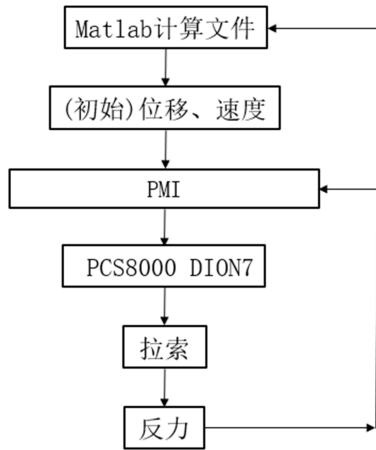 Matlab计算文件
(初始)位移、速度
PMI
PCS8000 DION7
拉索
反力